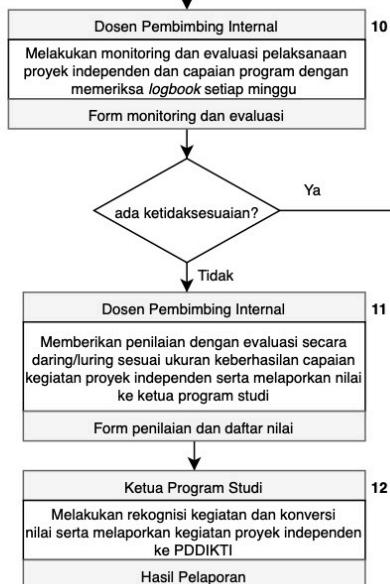 Dosen Pembimbing Internal 10
Melakukan monitoring dan evaluasi pelaksanaan
proyek independen dan capaian program dengan
memeriksa logbook setiap minggu
Form monitoring dan evaluasi
ada ketidaksesuaian?
Ya
Tidak
Dosen Pembimbing Internal 11
Memberikan penilaian dengan evaluasi secara
daring/luring sesuai ukuran keberhasilan capaian
kegiatan proyek independen serta melaporkan nilai
ke ketua program studi
Form penilaian dan daftar nilai
Ketua Program Studi 12
Melakukan rekognisi kegiatan dan konversi
nilai serta melaporkan kegiatan proyek independen
ke PDDIKTI
Hasil Pelaporan